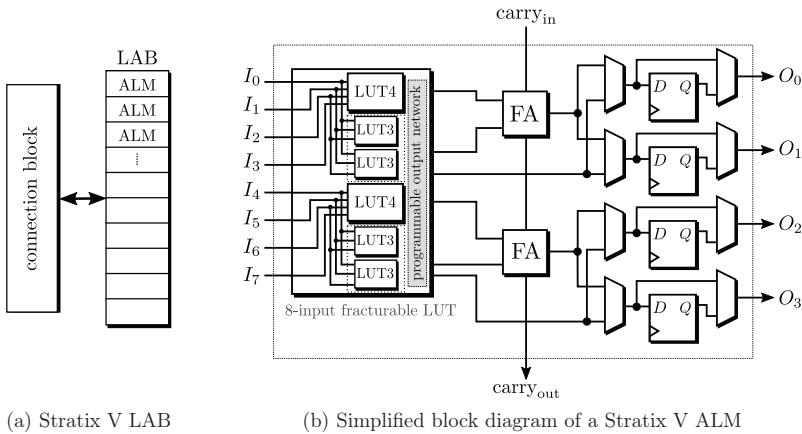 LAB
ALM
ALM
ALM
connection block
(a) Stratix V LAB
carry_in
I_0
I_1
I_2
I_3
I_4
I_5
I_6
I_7
LUT4
LUT3
LUT3
LUT4
LUT3
LUT3
programmable output network
8-input fracturable LUT
FA
FA
D Q
D Q
D Q
D Q
O_0
O_1
O_2
O_3
carry_out
(b) Simplified block diagram of a Stratix V ALM